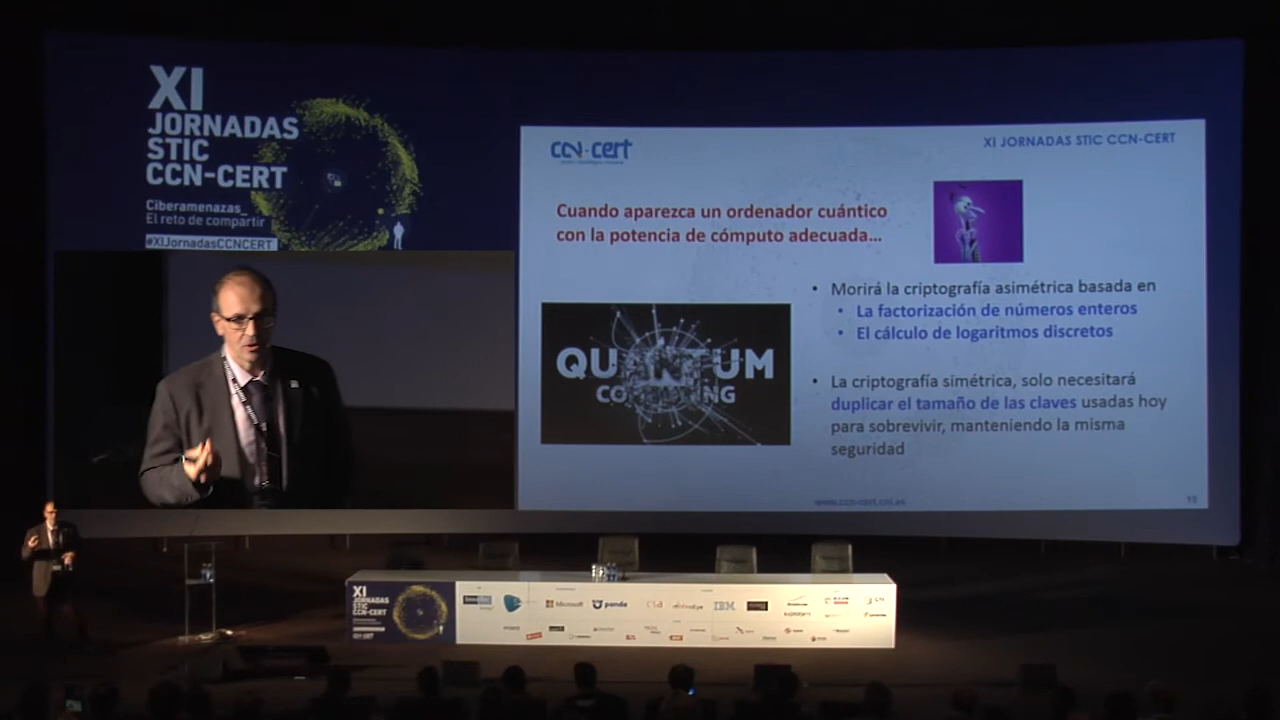 XI
JORNADAS
STIC
CCN-CERT
Ciberamenazas_
El reto de compartir
#XIJornadasCCNCERT
ccn-cert
XI JORNADAS STIC CCN-CERT
Cuando aparezca un ordenador cuántico
con la potencia de cómputo adecuada...
QUANTUM
COMPUTING
• Morirá la criptografía asimétrica basada en
• La factorización de números enteros
• El cálculo de logaritmos discretos
• La criptografía simétrica, solo necesitará
duplicar el tamaño de las claves usadas hoy
para sobrevivir, manteniendo la misma
seguridad
www.ccn-cert.cni.es
XI
JORNADAS
STIC
CCN-CERT
Microsoft
panda
IBM